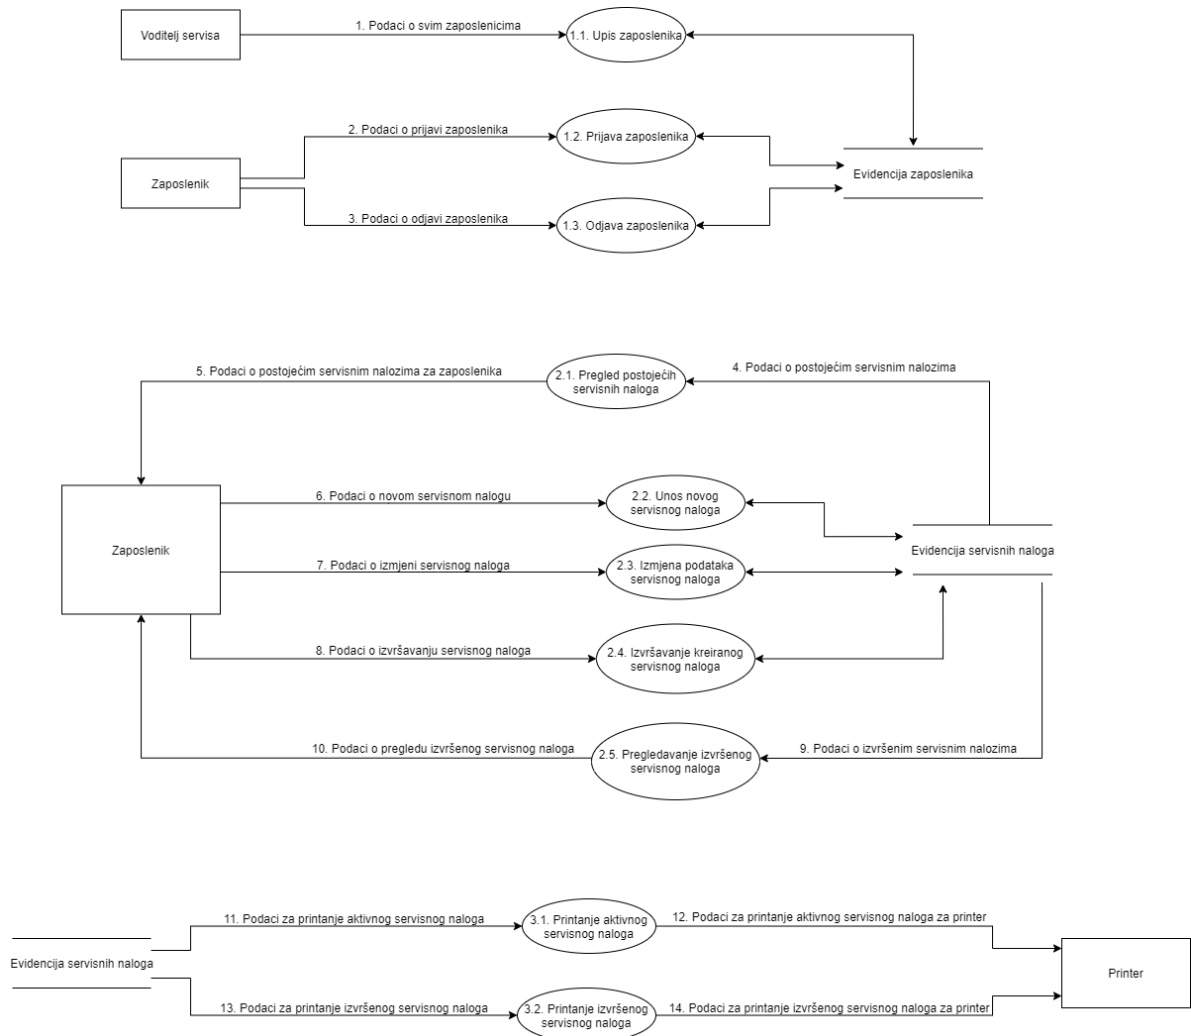 1. Podaci o svim zaposlenicima
Voditelj servisa
1.1. Upis zaposlenika
2. Podaci o prijavi zaposlenika
1.2. Prijava zaposlenika
Zaposlenik
Evidencija zaposlenika
3. Podaci o odjavi zaposlenika
1.3. Odjava zaposlenika
5. Podaci o postojećim servisnim nalozima za zaposlenika
2.1. Pregled postojećih
servisnih naloga
4. Podaci o postojećim servisnim nalozima
6. Podaci o novom servisnom nalogu
2.2. Unos novog
servisnog naloga
Zaposlenik
Evidencija servisnih naloga
7. Podaci o izmjeni servisnog naloga
2.3. Izmjena podataka
servisnog naloga
8. Podaci o izvršavanju servisnog naloga
2.4. Izvršavanje kreiranog
servisnog naloga
10. Podaci o pregledu izvršenog servisnog naloga
2.5. Pregledavanje izvršenog
servisnog naloga
9. Podaci o izvršenim servisnim nalozima
11. Podaci za printanje aktivnog servisnog naloga
3.1. Printanje aktivnog
servisnog naloga
12. Podaci za printanje aktivnog servisnog naloga za printer
Evidencija servisnih naloga
Printer
13. Podaci za printanje izvršenog servisnog naloga
3.2. Printanje izvršenog
servisnog naloga
14. Podaci za printanje izvršenog servisnog naloga za printer